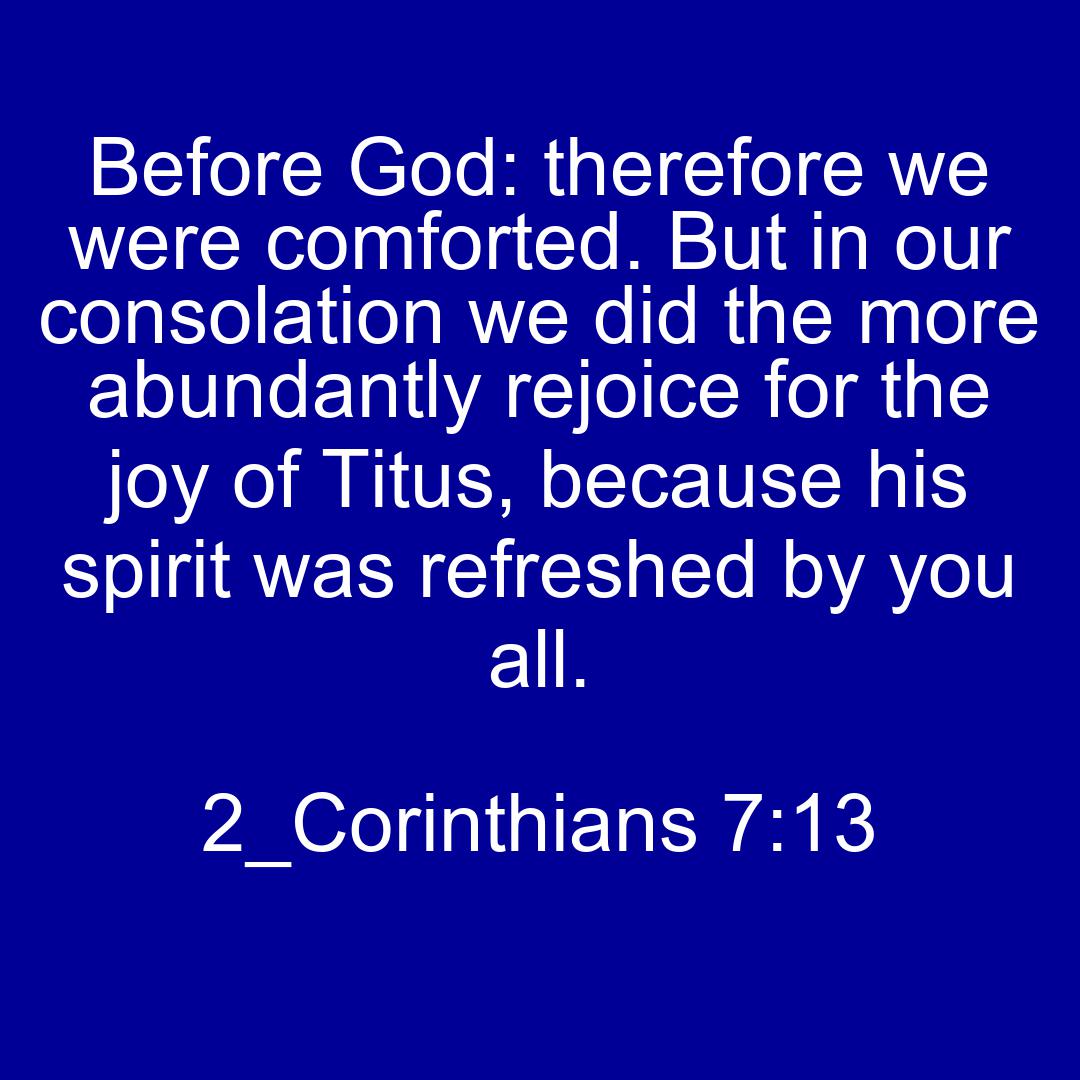 Before God: therefore we
were comforted. But in our
consolation we did the more
abundantly rejoice for the
joy of Titus, because his
spirit was refreshed by you
all.
2_Corinthians 7:13